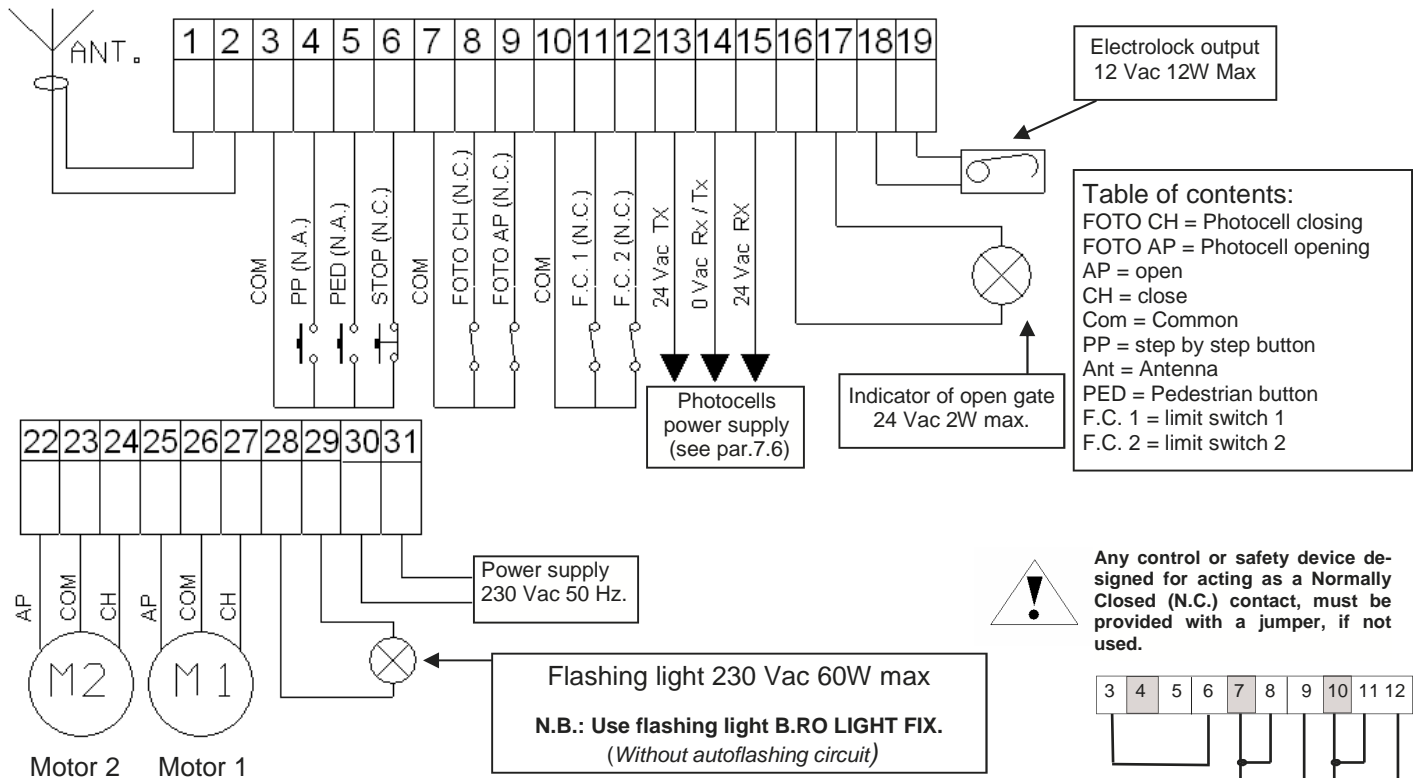 ANT.
1 2 3 4 5 6 7 8 9 10 11 12 13 14 15 16 17 18 19
Electrolock output
12 Vac 12W Max
COM
PP (N.A.)
PED (N.A.)
STOP (N.C.)
COM
FOTO CH (N.C.)
FOTO AP (N.C.)
COM
F.C. 1 (N.C.)
F.C. 2 (N.C.)
24 Vac TX
0 Vac Rx / Tx
24 Vac RX
Table of contents:
FOTO CH = Photocell closing
FOTO AP = Photocell opening
AP = open
CH = close
Com = Common
PP = step by step button
Ant = Antenna
PED = Pedestrian button
F.C. 1 = limit switch 1
F.C. 2 = limit switch 2
Photocells
power supply
(see par.7.6)
Indicator of open gate
24 Vac 2W max.
22 23 24 25 26 27 28 29 30 31
Power supply
230 Vac 50 Hz.
AP
COM
CH
AP
COM
CH
M2
M 1
Motor 2
Motor 1
Flashing light 230 Vac 60W max
N.B.: Use flashing light B.RO LIGHT FIX.
(Without autoflashing circuit)
Any control or safety device de-
signed for acting as a Normally
Closed (N.C.) contact, must be
provided with a jumper, if not
used.
3 4 5 6 7 8 9 10 11 12